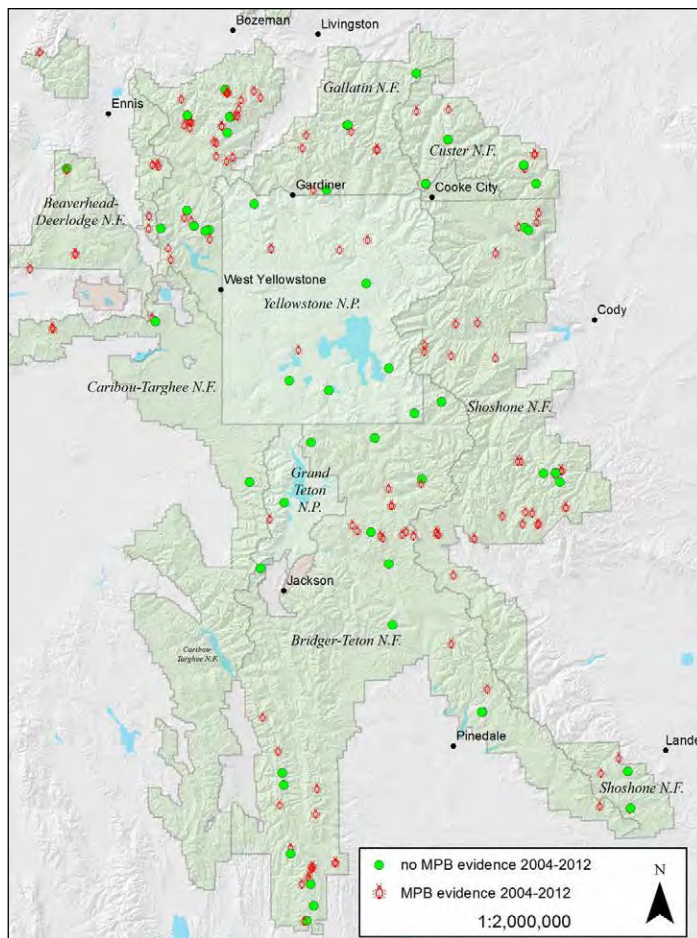 Bozeman
Livingston
Gallatin N.F.
Ennis
Custer N.F.
Gardiner
Cooke City
Beaverhead-
Deerlodge N.F.
West Yellowstone
Yellowstone N.P.
Cody
Caribou-Targhee N.F.
Shoshone N.F.
Grand
Teton
N.P.
Jackson
Bridger-Teton N.F.
Caribou-
Targhee N.F.
Pinedale
Lande
Shoshone N.F.
no MPB evidence 2004-2012
MPB evidence 2004-2012
N
1:2,000,000